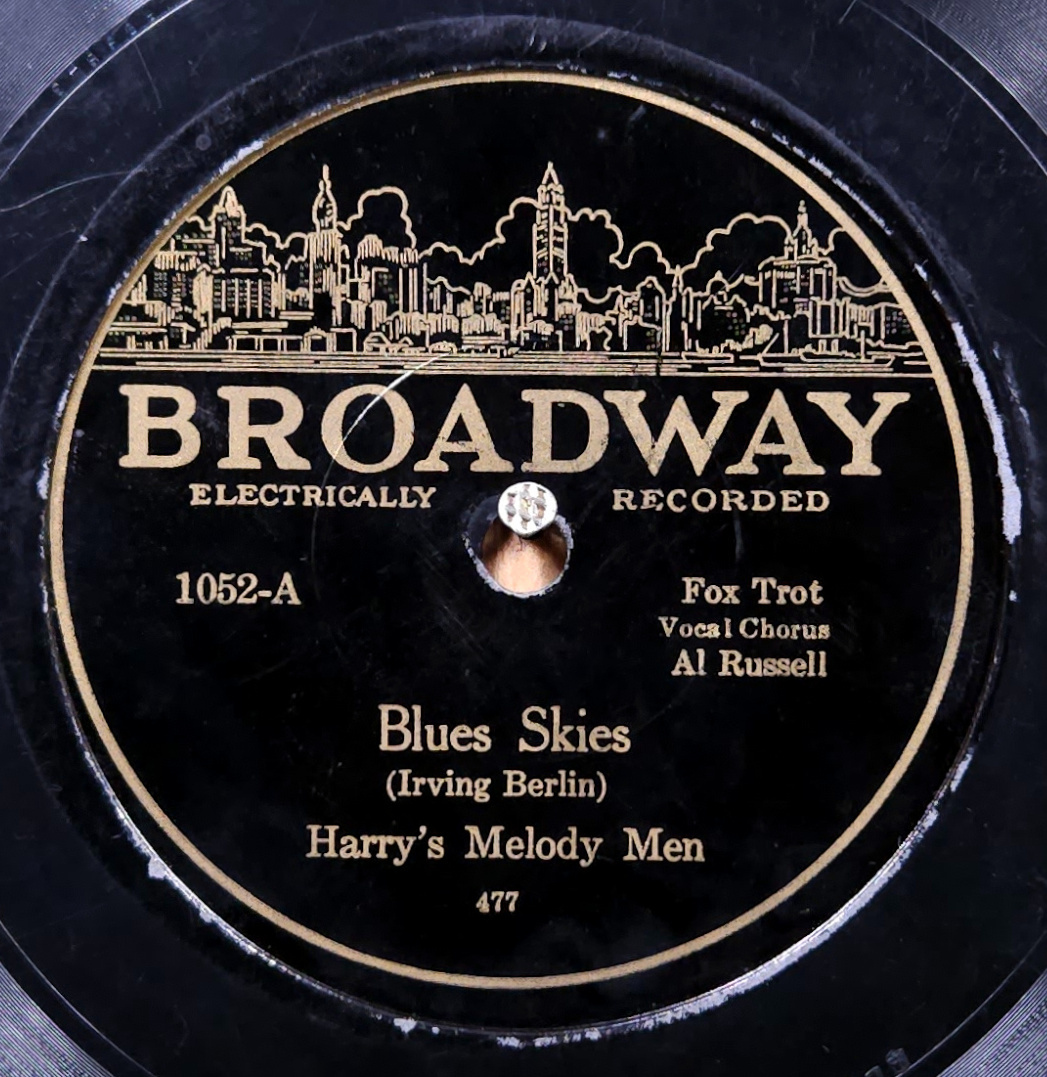 BROADWAY
ELECTRICALLY RECORDED
1052-A
Fox Trot
Vocal Chorus
Al Russell
Blues Skies
(Irving Berlin)
Harry's Melody Men
477